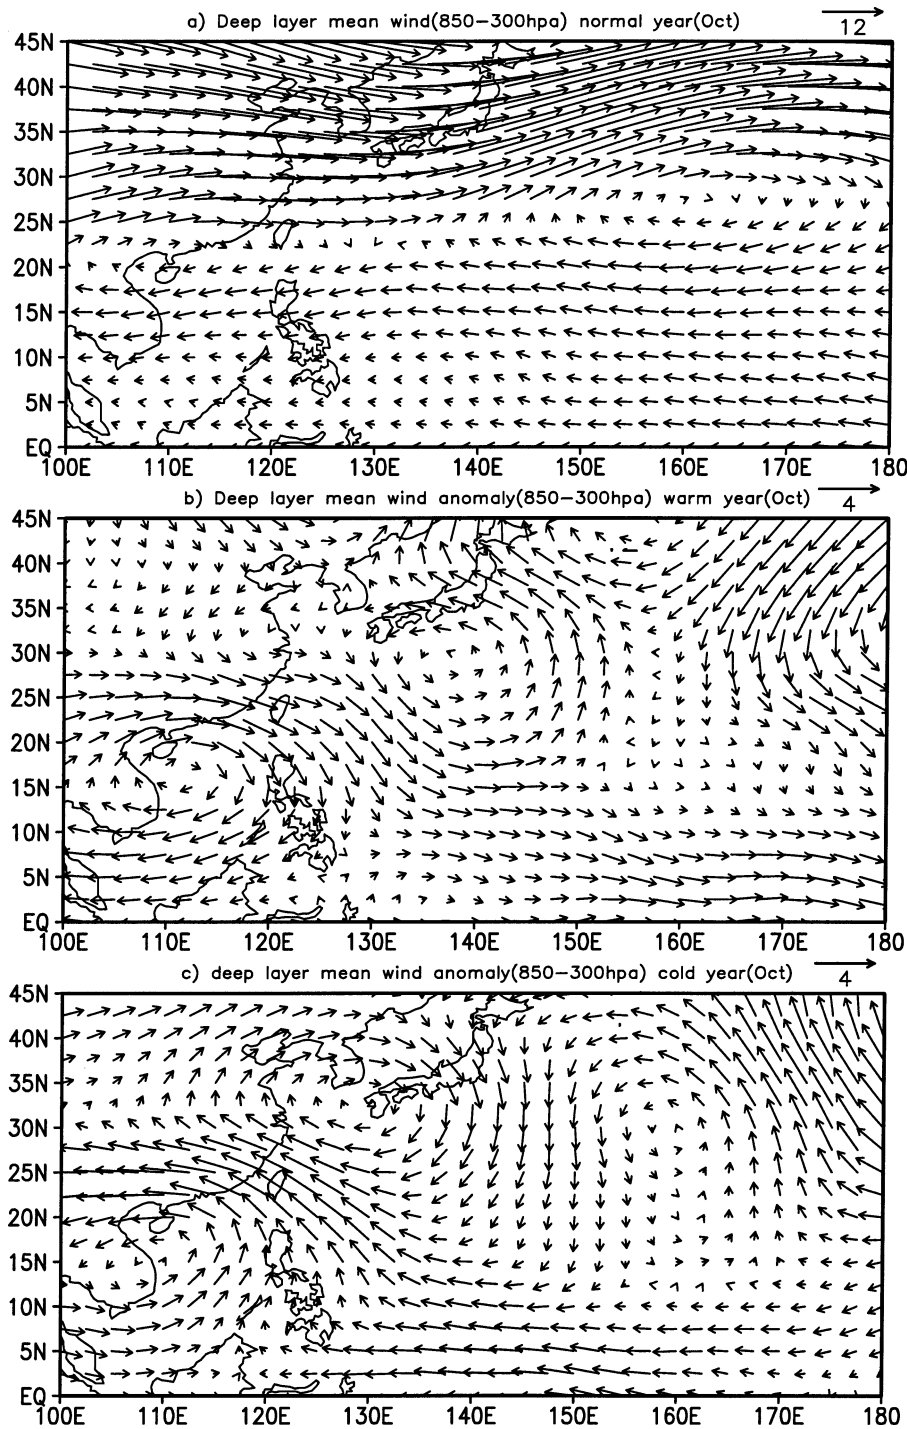 a) Deep layer mean wind(850-300hpa) normal year(Oct)
12
45N
40N
35N
30N
25N
20N
15N
10N
5N
EQ
100E 110E 120E 130E 140E 150E 160E 170E 180
b) Deep layer mean wind anomaly(850-300hpa) warm year(Oct)
4
45N
40N
35N
30N
25N
20N
15N
10N
5N
EQ
100E 110E 120E 130E 140E 150E 160E 170E 180
c) deep layer mean wind anomaly(850-300hpa) cold year(Oct)
4
45N
40N
35N
30N
25N
20N
15N
10N
5N
EQ
100E 110E 120E 130E 140E 150E 160E 170E 180